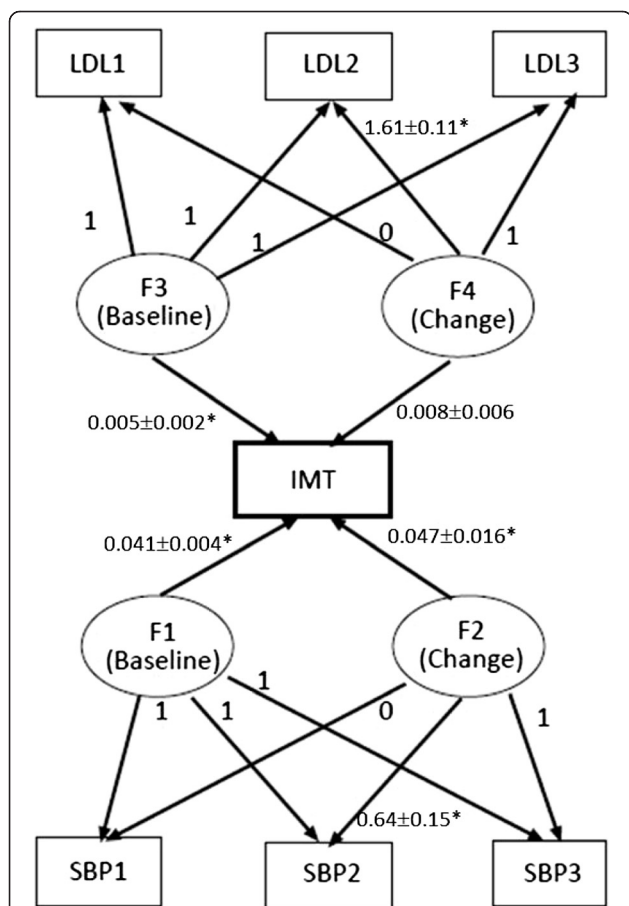 LDL1 LDL2 LDL3
1.61±0.11*
1 1 1 0 1
F3
(Baseline)
F4
(Change)
0.005±0.002* 0.008±0.006
IMT
0.041±0.004* 0.047±0.016*
F1
(Baseline)
F2
(Change)
1 1 1 0 1
0.64±0.15*
SBP1 SBP2 SBP3